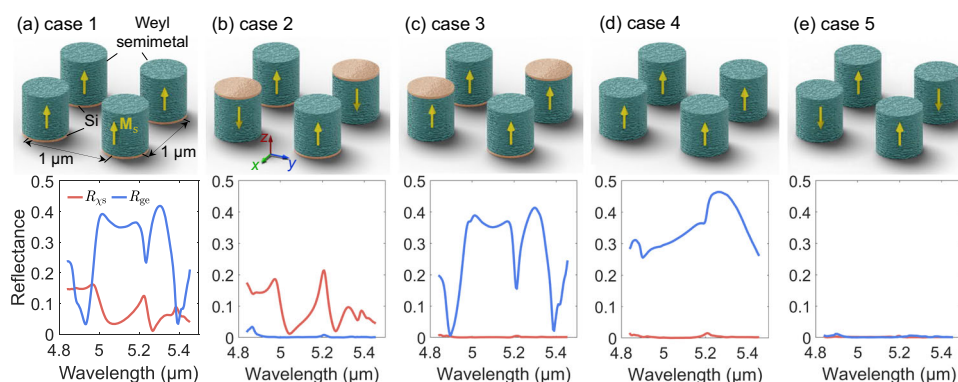 (a) case 1
Weyl
semimetal
(b) case 2
(c) case 3
(d) case 4
(e) case 5
Si
Mₛ
1 µm
1 µm
z
x
y
Reflectance
0.5
0.4
0.3
0.2
0.1
0
R_χs
R_ge
4.8
5
5.2
5.4
Wavelength (µm)
0.5
0.4
0.3
0.2
0.1
0
4.8
5
5.2
5.4
Wavelength (µm)
0.5
0.4
0.3
0.2
0.1
0
4.8
5
5.2
5.4
Wavelength (µm)
0.5
0.4
0.3
0.2
0.1
0
4.8
5
5.2
5.4
Wavelength (µm)
0.5
0.4
0.3
0.2
0.1
0
4.8
5
5.2
5.4
Wavelength (µm)